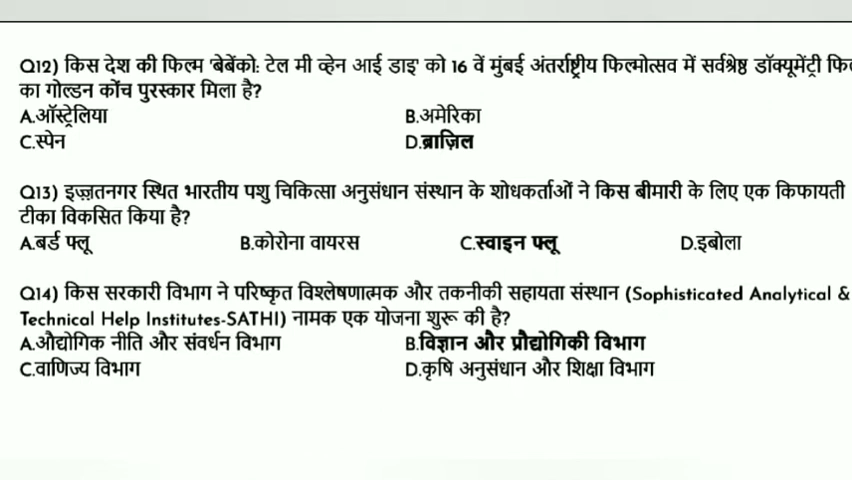 Q12) किस देश की फिल्म 'बेबेंको: टेल मी व्हेन आई डाइ' को 16 वें मुंबई अंतर्राष्ट्रीय फिल्मोत्सव में सर्वश्रेष्ठ डॉक्यूमेंट्री
का गोल्डन कोंच पुरस्कार मिला है?
A.ऑस्ट्रेलिया B.अमेरिका
C.स्पेन D.ब्राज़िल
Q13) इज़्ज़तनगर स्थित भारतीय पशु चिकित्सा अनुसंधान संस्थान के शोधकर्ताओं ने किस बीमारी के लिए एक किफायती
टीका विकसित किया है?
A.बर्ड फ्लू B.कोरोना वायरस C.स्वाइन फ्लू D.इबोला
Q14) किस सरकारी विभाग ने परिष्कृत विश्लेषणात्मक और तकनीकी सहायता संस्थान (Sophisticated Analytical &
Technical Help Institutes-SATHI) नामक एक योजना शुरू की है?
A.औद्योगिक नीति और संवर्धन विभाग B.विज्ञान और प्रौद्योगिकी विभाग
C.वाणिज्य विभाग D.कृषि अनुसंधान और शिक्षा विभाग